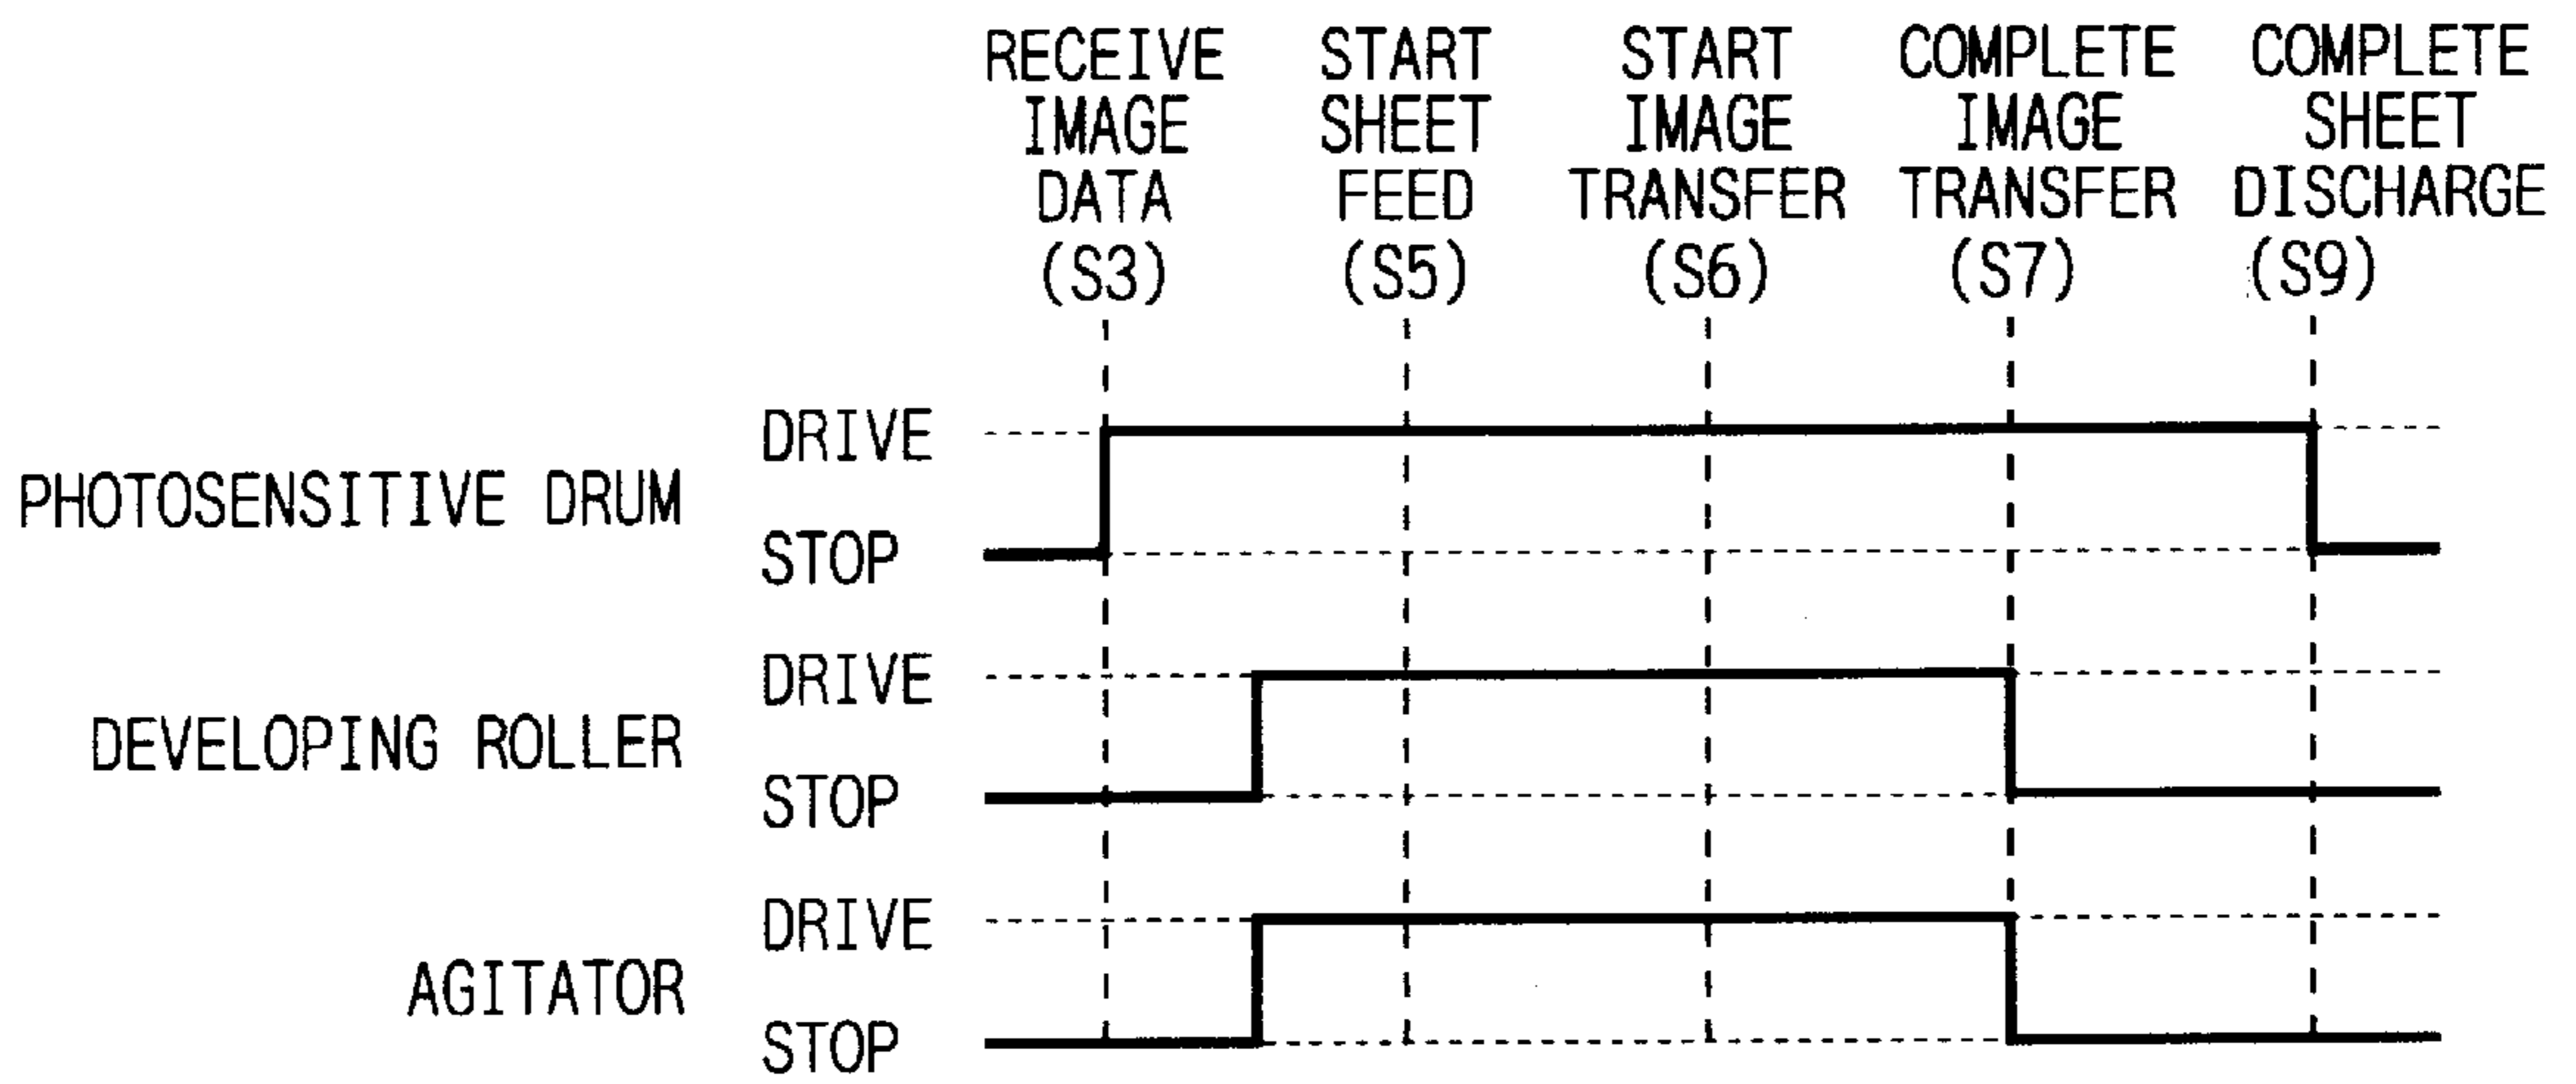 RECEIVE IMAGE DATA (S3)
START SHEET FEED (S5)
START IMAGE TRANSFER (S6)
COMPLETE IMAGE TRANSFER (S7)
COMPLETE SHEET DISCHARGE (S9)
PHOTOSENSITIVE DRUM
DRIVE
STOP
DEVELOPING ROLLER
DRIVE
STOP
AGITATOR
DRIVE
STOP